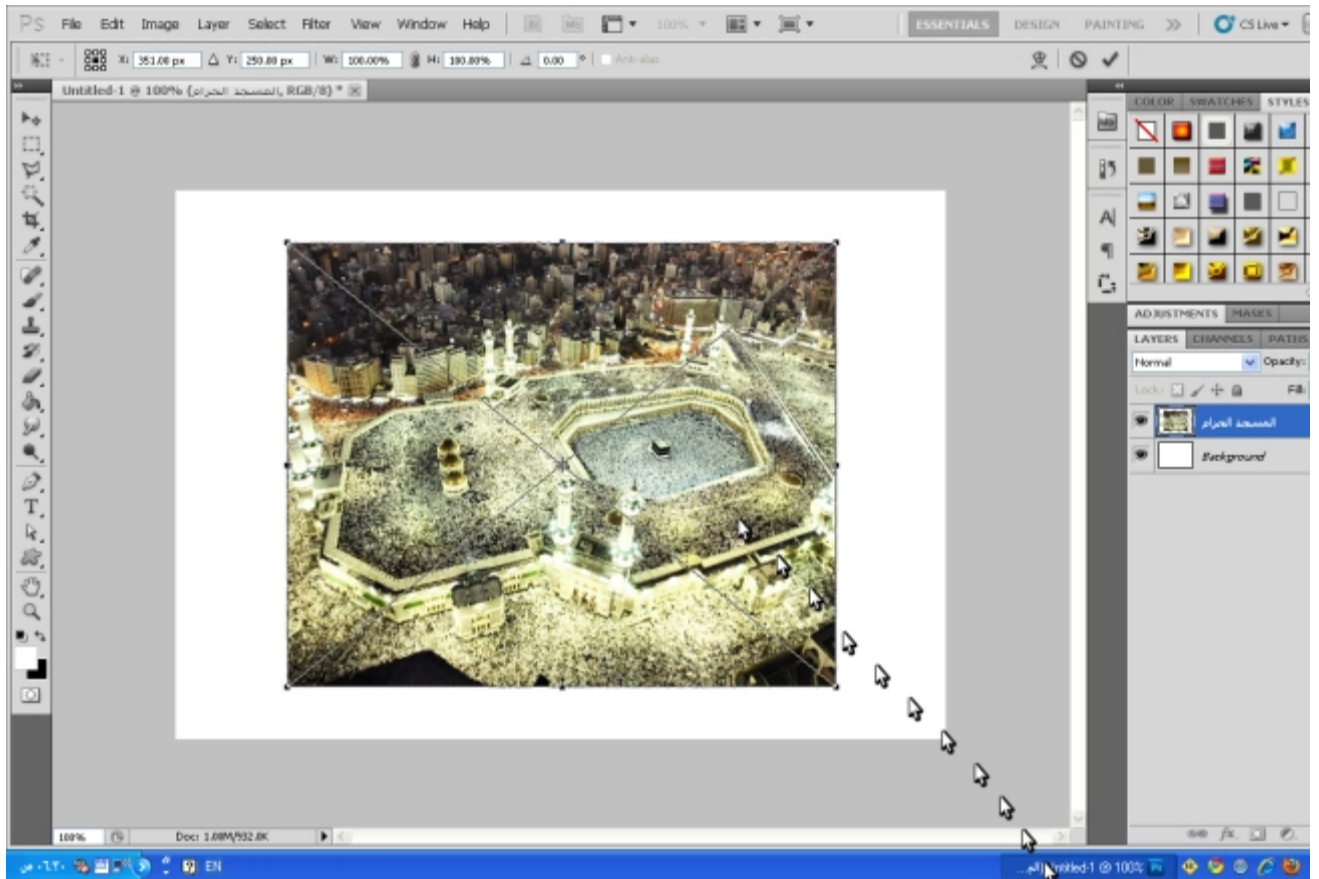 Ps File Edit Image Layer Select Filter View Window Help 100% ESSENTIALS DESIGN PAINTING CS Live
X: 351.00 px Y: 250.00 px W: 100.00% H: 100.00% 0.00 ° Anti-alias
Untitled-1 @ 100% (المسجد الحرام, RGB/8) *
COLOR SWATCHES STYLES
ADJUSTMENTS MASKS
LAYERS CHANNELS PATHS
Normal Opacity:
Lock: Fill:
المسجد الحرام
Background
100% Doc: 1.08M/932.0K
EN
Untitled-1 @ 100% Ps